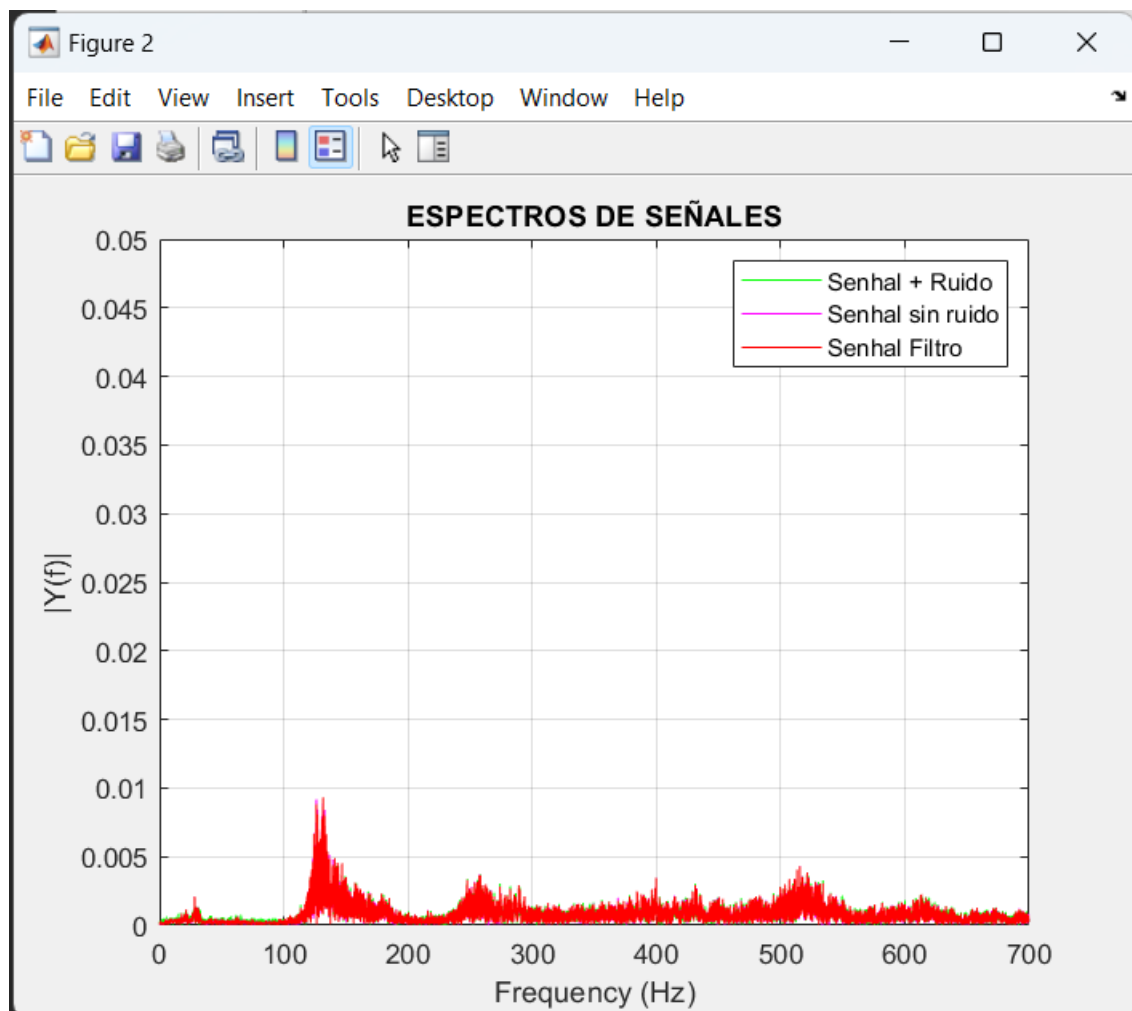 Figure 2
File Edit View Insert Tools Desktop Window Help
ESPECTROS DE SEÑALES
Senhal + Ruido
Senhal sin ruido
Senhal Filtro
|Y(f)|
0.05
0.045
0.04
0.035
0.03
0.025
0.02
0.015
0.01
0.005
0
0 100 200 300 400 500 600 700
Frequency (Hz)